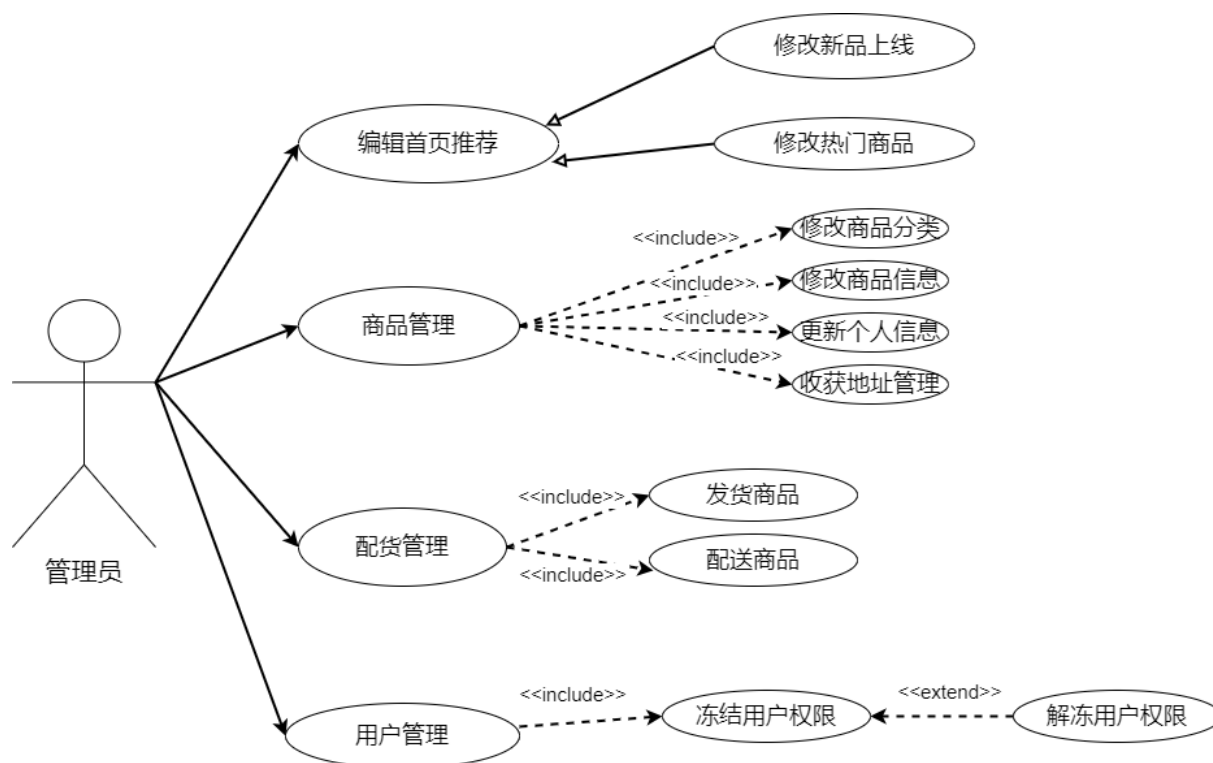 修改新品上线
编辑首页推荐
修改热门商品
<<include>>
修改商品分类
<<include>>
修改商品信息
商品管理
<<include>>
更新个人信息
<<include>>
收获地址管理
<<include>>
发货商品
配货管理
<<include>>
配送商品
管理员
<<include>>
<<extend>>
用户管理
冻结用户权限
解冻用户权限